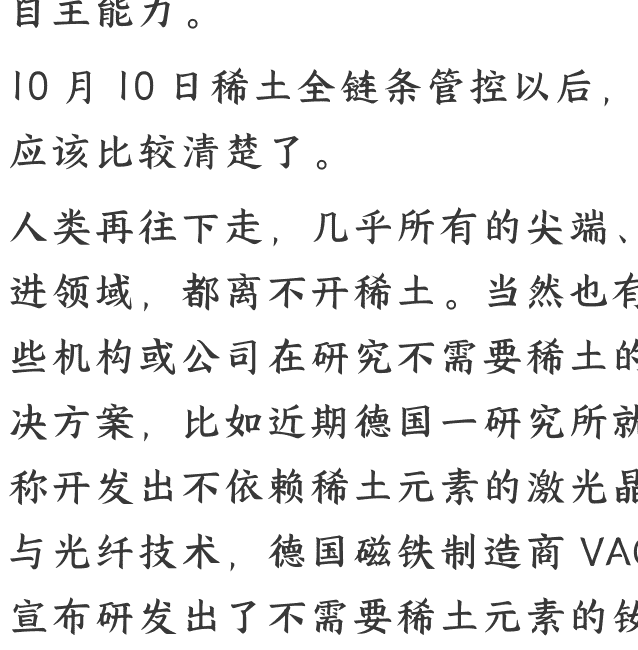 自主能力。
10 月 10 日稀土全链条管控以后，
应该比较清楚了。
人类再往下走，几乎所有的尖端、
进领域，都离不开稀土。当然也有
些机构或公司在研究不需要稀土的
决方案，比如近期德国一研究所就
称开发出不依赖稀土元素的激光晶
与光纤技术，德国磁铁制造商 VAC
宣布研发出了不需要稀土元素的钕